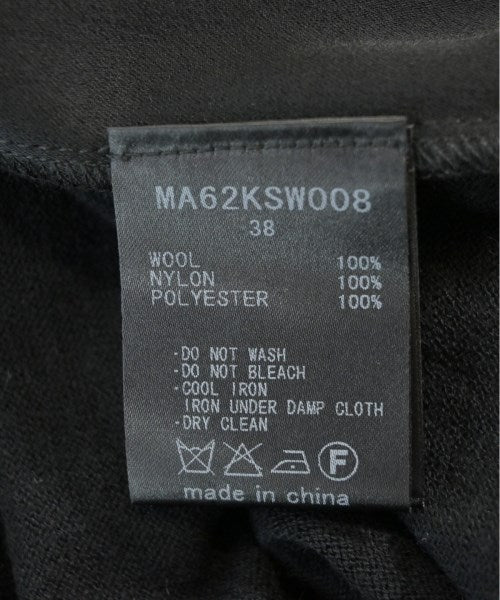 MA62KSW008
38
WOOL 100%
NYLON 100%
POLYESTER 100%
-DO NOT WASH
-DO NOT BLEACH
-COOL IRON
IRON UNDER DAMP CLOTH
-DRY CLEAN
F
made in china